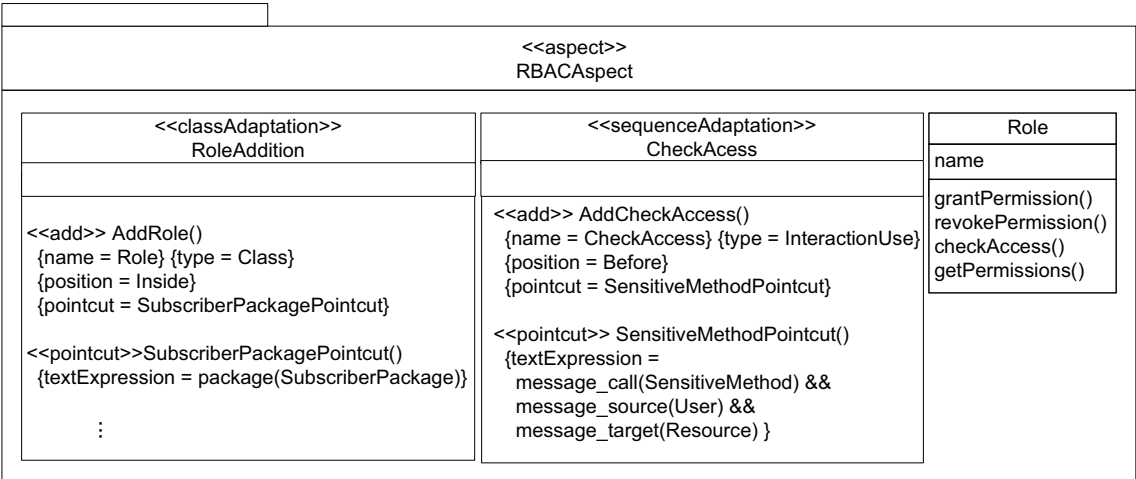 <<aspect>>
RBACAspect
<<classAdaptation>>
RoleAddition
<<add>> AddRole()
{name = Role} {type = Class}
{position = Inside}
{pointcut = SubscriberPackagePointcut}
<<pointcut>>SubscriberPackagePointcut()
{textExpression = package(SubscriberPackage)}
⋮
<<sequenceAdaptation>>
CheckAcess
<<add>> AddCheckAccess()
{name = CheckAccess} {type = InteractionUse}
{position = Before}
{pointcut = SensitiveMethodPointcut}
<<pointcut>> SensitiveMethodPointcut()
{textExpression =
message_call(SensitiveMethod) &&
message_source(User) &&
message_target(Resource) }
Role
name
grantPermission()
revokePermission()
checkAccess()
getPermissions()